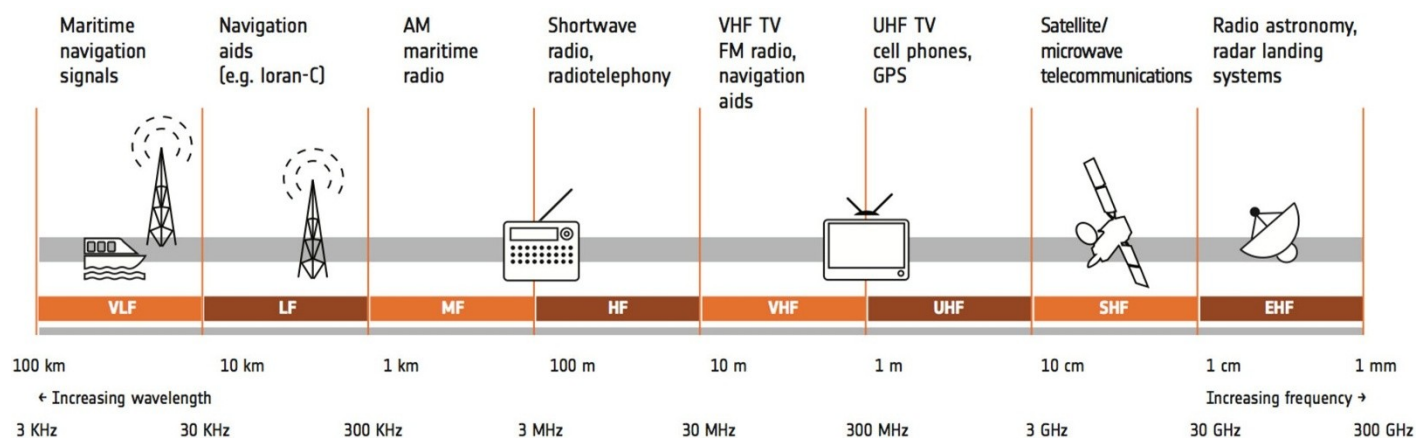 Maritime
navigation
signals
Navigation
aids
(e.g. loran-C)
AM
maritime
radio
Shortwave
radio,
radiotelephony
VHF TV
FM radio,
navigation
aids
UHF TV
cell phones,
GPS
Satellite/
microwave
telecommunications
Radio astronomy,
radar landing
systems
VLF LF MF HF VHF UHF SHF EHF
100 km 10 km 1 km 100 m 10 m 1 m 10 cm 1 cm 1 mm
← Increasing wavelength Increasing frequency →
3 KHz 30 KHz 300 KHz 3 MHz 30 MHz 300 MHz 3 GHz 30 GHz 300 GHz